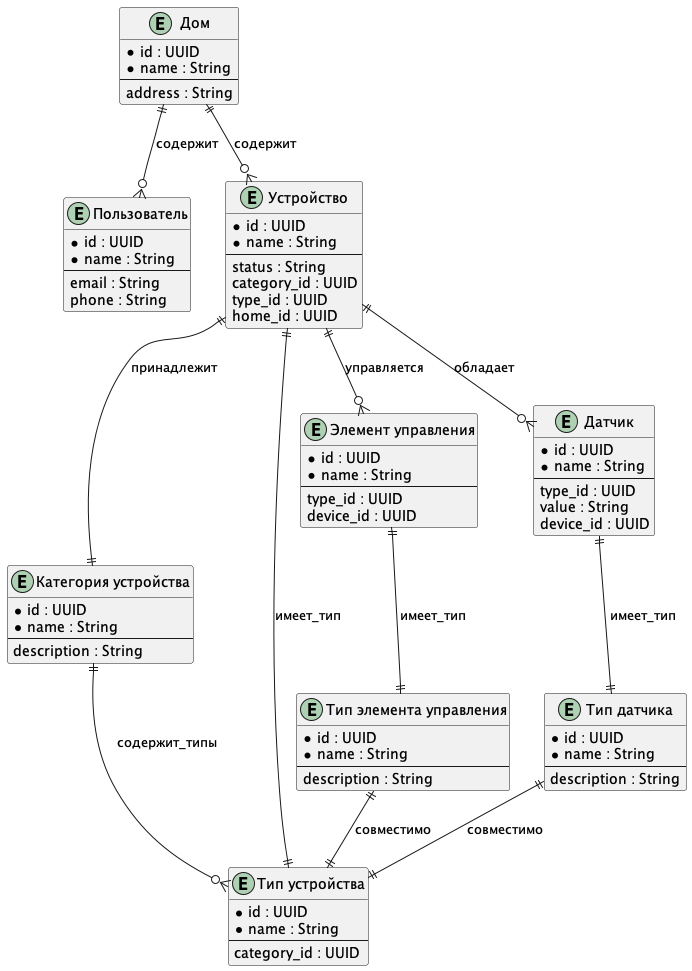 E Дом
* id : UUID
* name : String
address : String
содержит
содержит
E Пользователь
* id : UUID
* name : String
email : String
phone : String
E Устройство
* id : UUID
* name : String
status : String
category_id : UUID
type_id : UUID
home_id : UUID
принадлежит
управляется
обладает
E Элемент управления
* id : UUID
* name : String
type_id : UUID
device_id : UUID
E Датчик
* id : UUID
* name : String
type_id : UUID
value : String
device_id : UUID
E Категория устройства
* id : UUID
* name : String
description : String
имеет_тип
имеет_тип
имеет_тип
E Тип элемента управления
* id : UUID
* name : String
description : String
E Тип датчика
* id : UUID
* name : String
description : String
содержит_типы
совместимо
совместимо
E Тип устройства
* id : UUID
* name : String
category_id : UUID